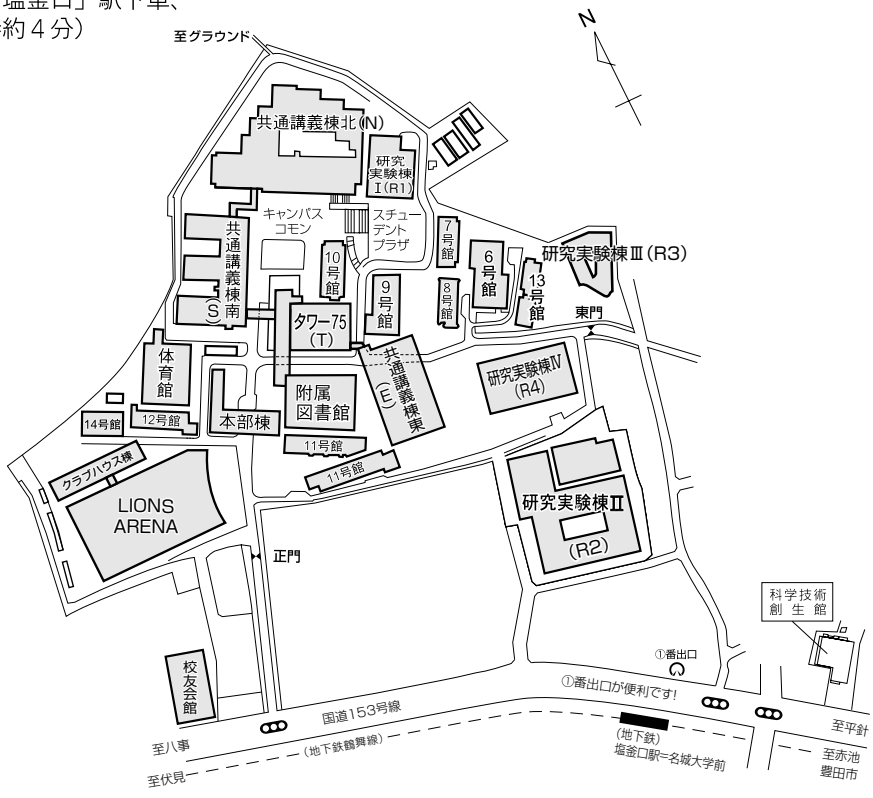 塩釜口」駅下車、
約4分）
N
至グラウンド
共通講義棟北(N)
研究
実験棟
Ⅰ(R1)
キャンパス
コモン
スチュー
デント
プラザ
共通講義棟南
(S)
10号館
7号館
6号館
研究実験棟Ⅲ(R3)
13号館
9号館
8号館
東門
タワー75
(T)
体育館
共通講義棟東
(E)
研究実験棟Ⅳ
(R4)
附属
図書館
14号館
12号館
本部棟
11号館
11号館
クラブハウス棟
LIONS
ARENA
研究実験棟Ⅱ
(R2)
正門
科学技術
創生館
校友会館
①番出口
①番出口が便利です!
国道153号線
至八事
(地下鉄鶴舞線)
至伏見
(地下鉄)
塩釜口駅=名城大学前
至平針
至赤池
豊田市